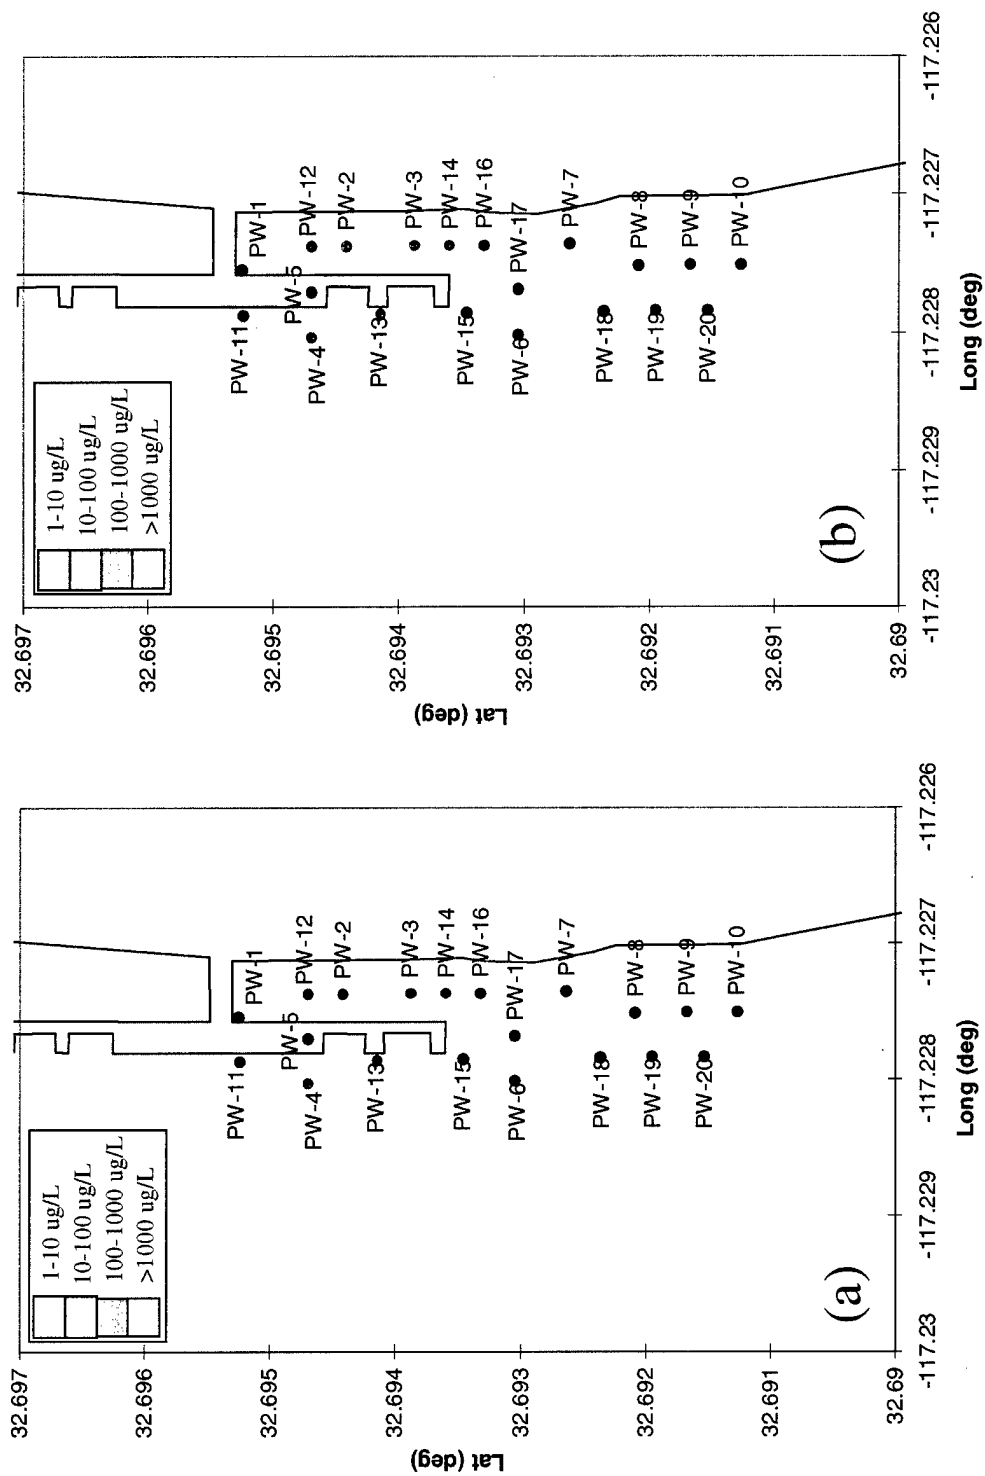 1-10 ug/L
10-100 ug/L
100-1000 ug/L
>1000 ug/L
(a)
32.697
32.696
32.695
32.694
32.693
32.692
32.691
32.69
Lat (deg)
-117.23
-117.229
-117.228
-117.227
-117.226
Long (deg)
PW-11
PW-1
PW-4
PW-5
PW-12
PW-2
PW-13
PW-3
PW-14
PW-15
PW-16
PW-6
PW-17
PW-7
PW-18
PW-8
PW-19
PW-9
PW-20
PW-10
1-10 ug/L
10-100 ug/L
100-1000 ug/L
>1000 ug/L
(b)
32.697
32.696
32.695
32.694
32.693
32.692
32.691
32.69
Lat (deg)
-117.23
-117.229
-117.228
-117.227
-117.226
Long (deg)
PW-11
PW-1
PW-4
PW-5
PW-12
PW-2
PW-13
PW-3
PW-14
PW-15
PW-16
PW-6
PW-17
PW-7
PW-18
PW-8
PW-19
PW-9
PW-20
PW-10